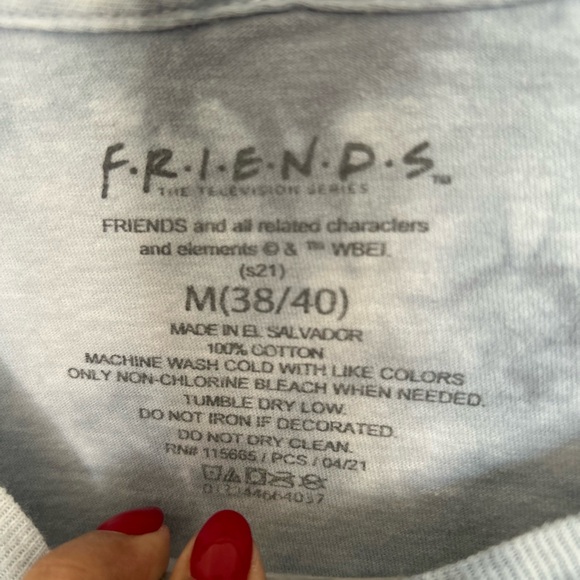 F·R·I·E·N·D·S™
THE TELEVISION SERIES
FRIENDS and all related characters
and elements © & ™ WBEI.
(s21)
M(38/40)
MADE IN EL SALVADOR
100% COTTON
MACHINE WASH COLD WITH LIKE COLORS
ONLY NON-CHLORINE BLEACH WHEN NEEDED.
TUMBLE DRY LOW.
DO NOT IRON IF DECORATED.
DO NOT DRY CLEAN.
RN# 115665 / PCS / 04/21